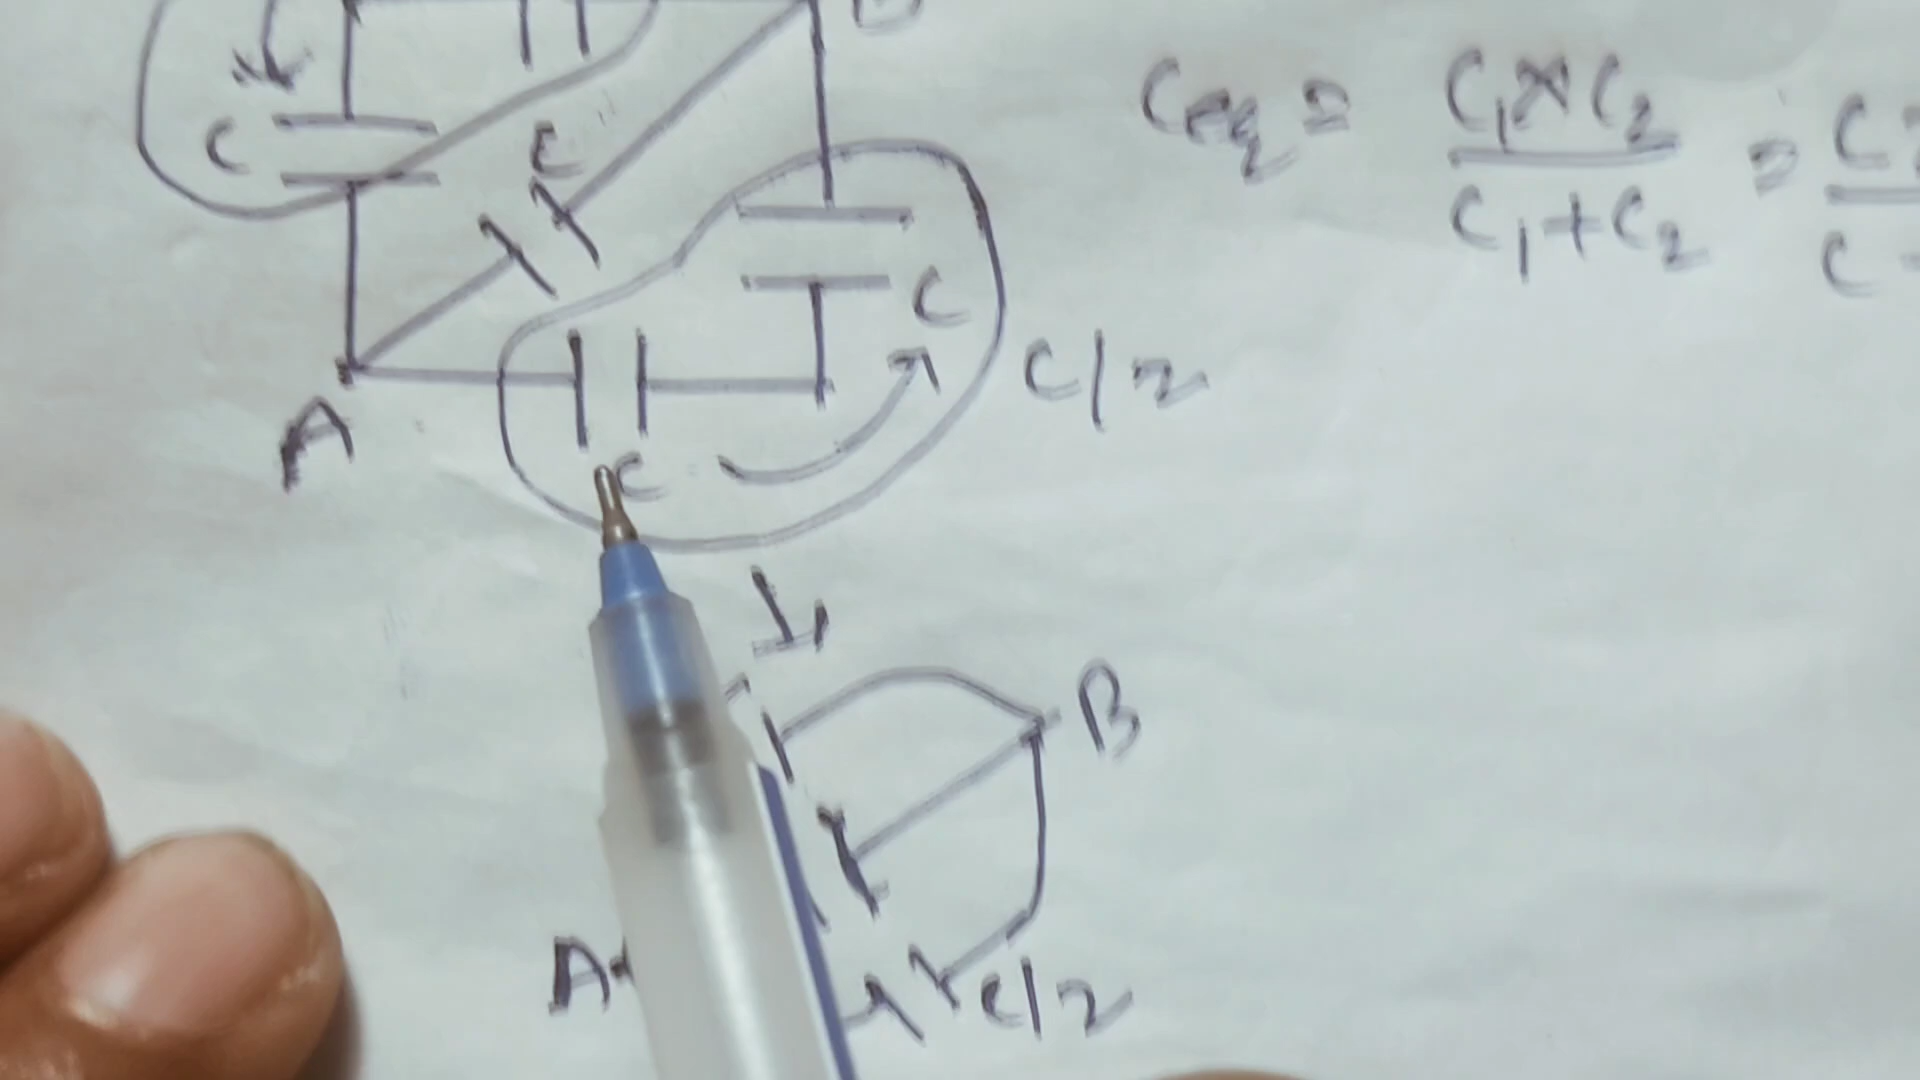 Ceq = C₁×C₂ / C₁+C₂ =
C
C
C
C
C/2
A
B
A
C/2